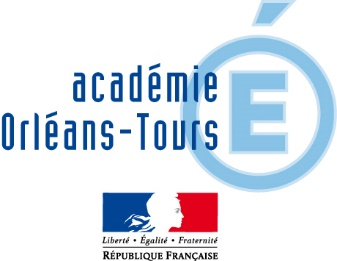 académie
Orléans-Tours
É
Liberté • Égalité • Fraternité
RÉPUBLIQUE FRANÇAISE